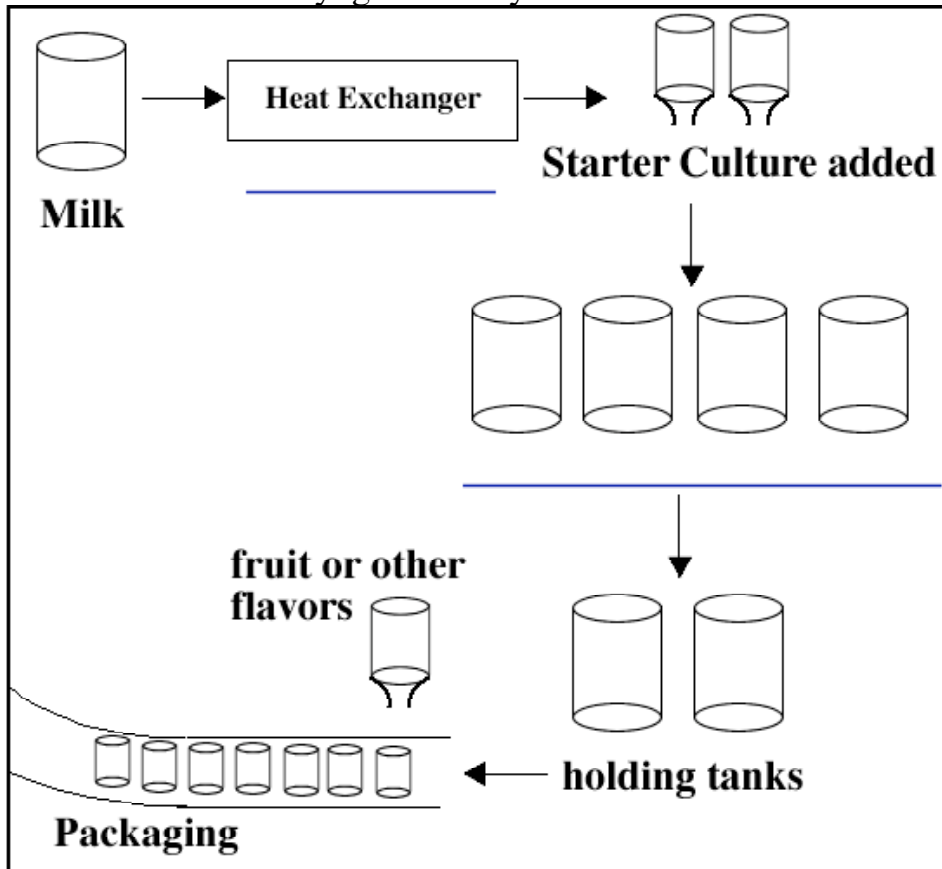 Heat Exchanger
Starter Culture added
Milk
fruit or other
flavors
holding tanks
Packaging